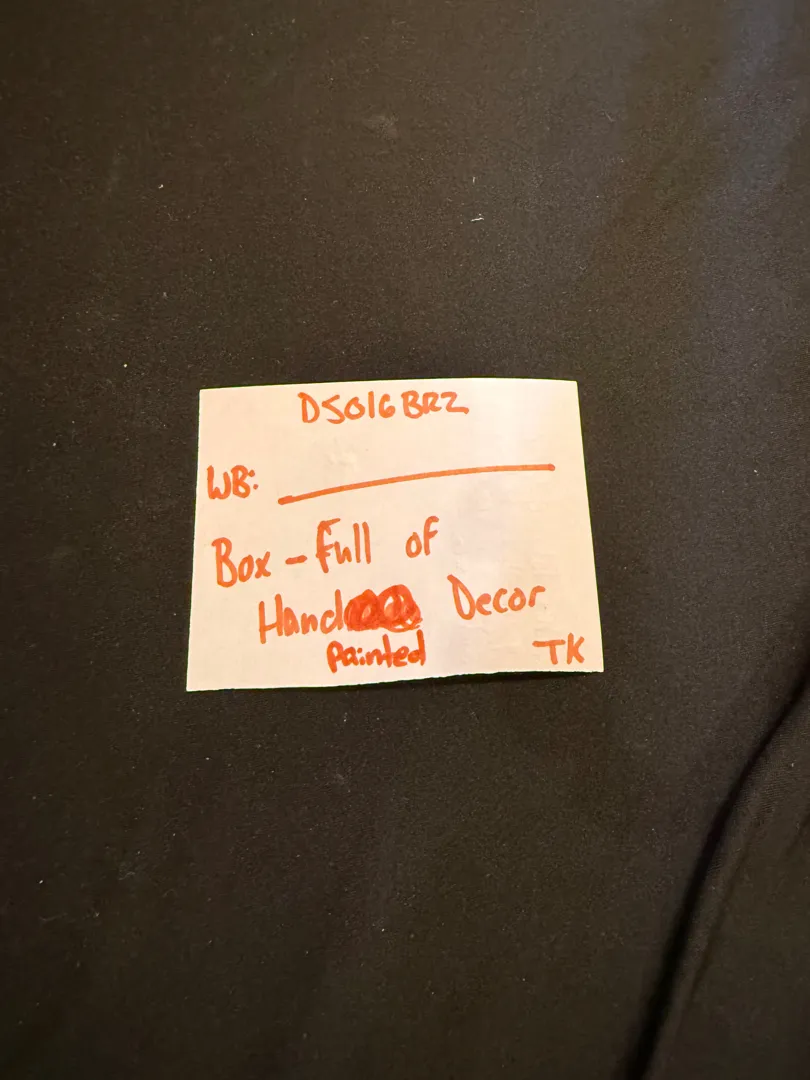 DS016BRZ
WB:
Box - Full of
Hand Decor
painted
TK